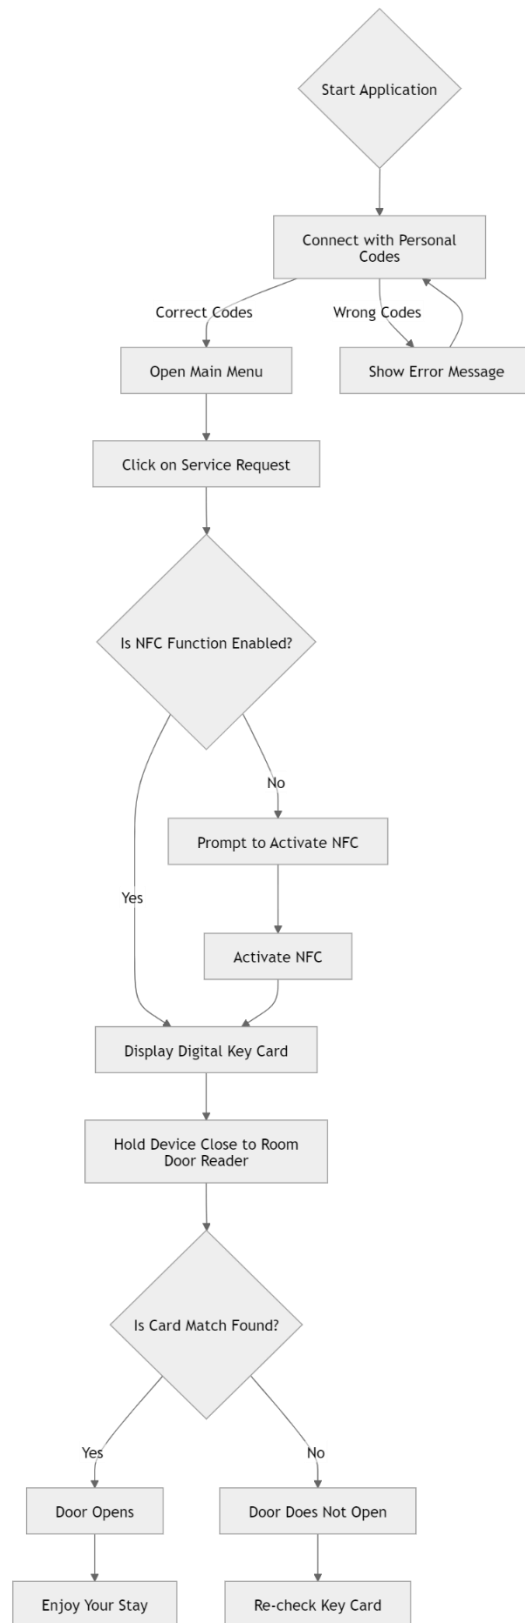 Start Application
Connect with Personal
Codes
Correct Codes
Wrong Codes
Open Main Menu
Show Error Message
Click on Service Request
Is NFC Function Enabled?
No
Prompt to Activate NFC
Yes
Activate NFC
Display Digital Key Card
Hold Device Close to Room
Door Reader
Is Card Match Found?
Yes
No
Door Opens
Door Does Not Open
Enjoy Your Stay
Re-check Key Card